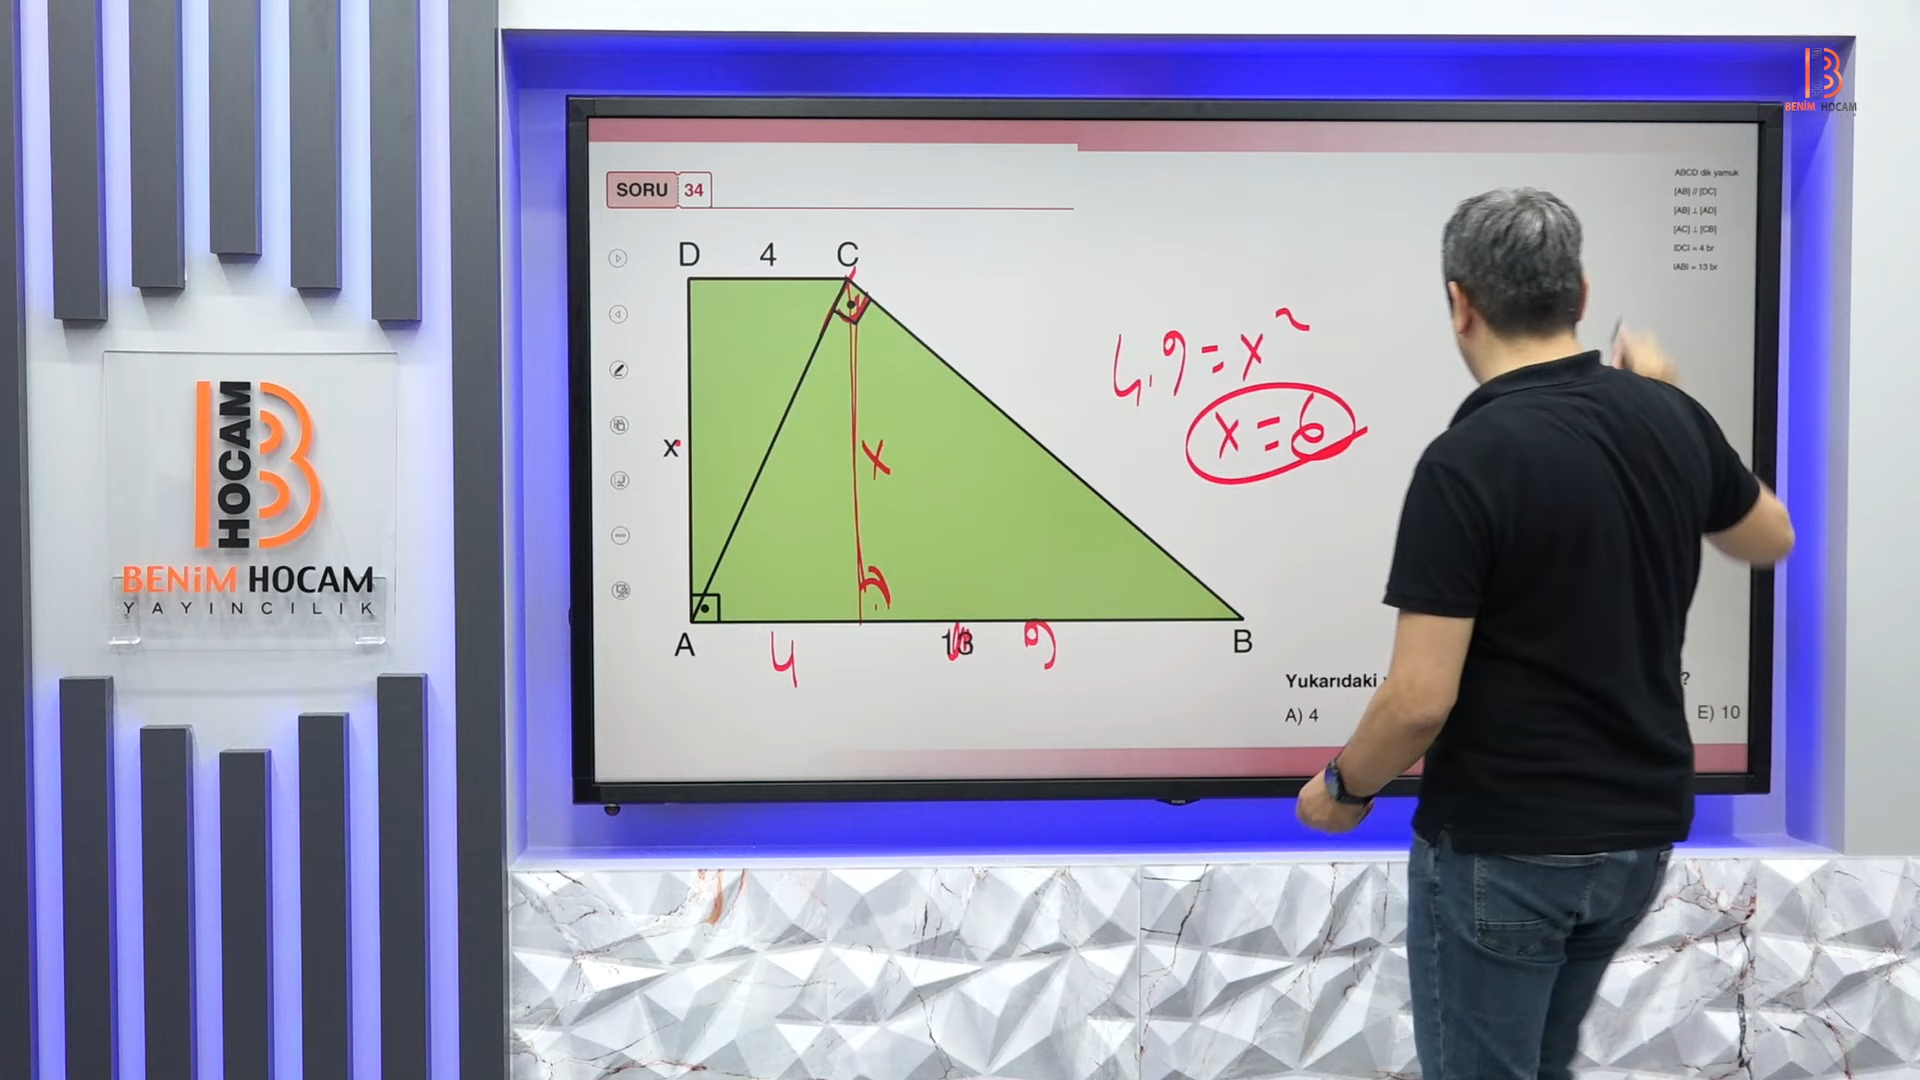 BENİM HOCAM
SORU 34
ABCD dik yamuk
[AB] // [DC]
[AB] ⊥ [AD]
[AC] ⊥ [CB]
|DC| = 4 br
|AB| = 13 br
D 4 C
4.9 = x²
x = 6
x
x
A 13 B
4 9
Yukarıdaki ?
A) 4 E) 10
B HOCAM
BENİM HOCAM
YAYINCILIK